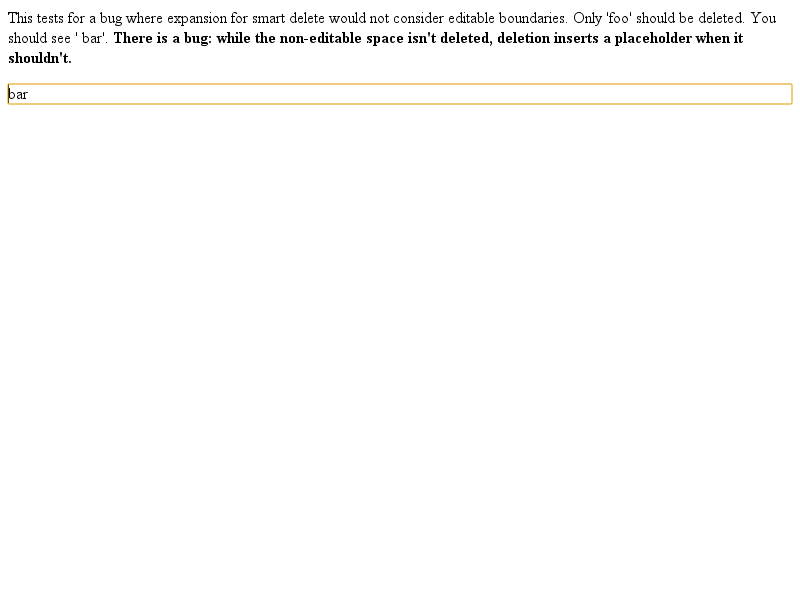 This tests for a bug where expansion for smart delete would not consider editable boundaries. Only 'foo' should be deleted. You
should see ' bar'. There is a bug: while the non-editable space isn't deleted, deletion inserts a placeholder when it
shouldn't.
bar